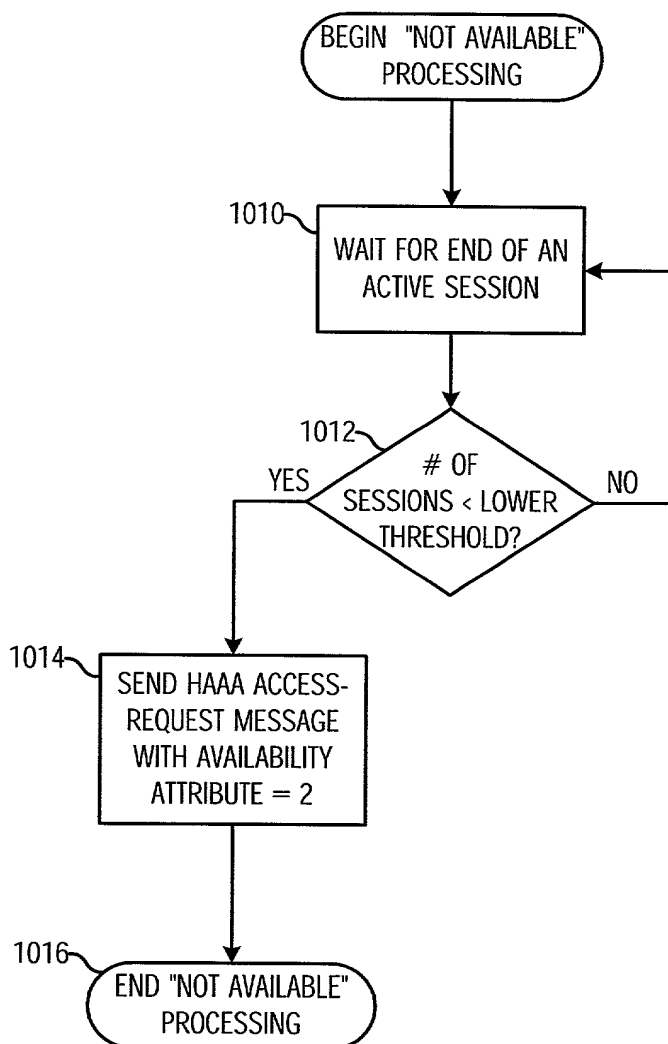 BEGIN "NOT AVAILABLE"
PROCESSING
1010
WAIT FOR END OF AN
ACTIVE SESSION
1012
# OF
SESSIONS < LOWER
THRESHOLD?
YES
NO
1014
SEND HAAA ACCESS-
REQUEST MESSAGE
WITH AVAILABILITY
ATTRIBUTE = 2
1016
END "NOT AVAILABLE"
PROCESSING